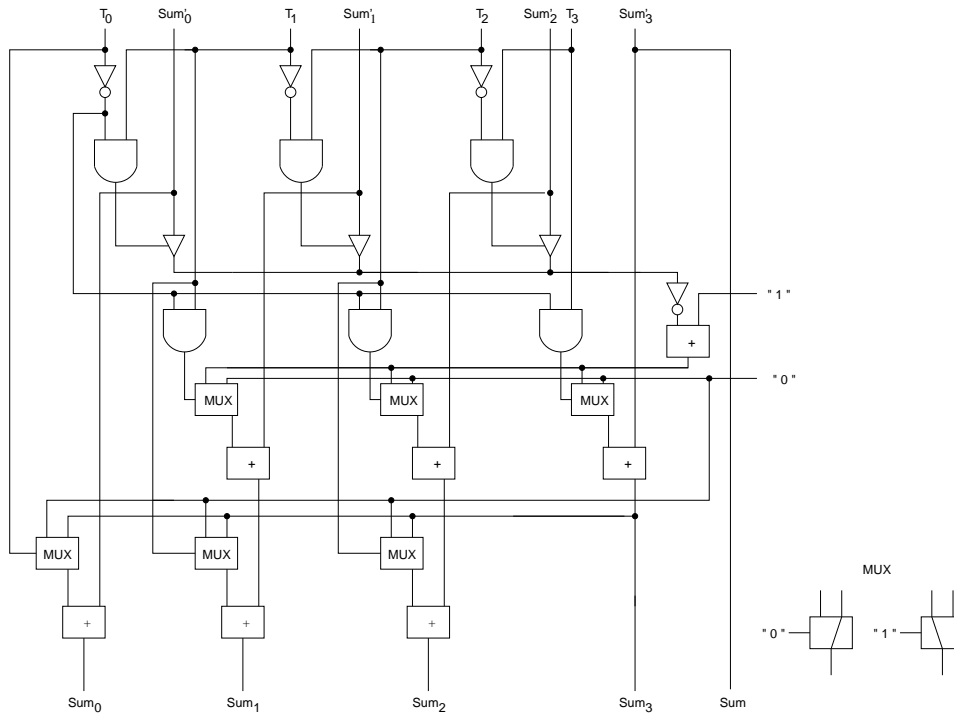 T0 Sum'0 T1 Sum'1 T2 Sum'2 T3 Sum'3
" 1 "
+
" 0 "
MUX MUX MUX
+ + +
MUX MUX MUX
MUX
+ + +
" 0 " " 1 "
Sum0 Sum1 Sum2 Sum3 Sum